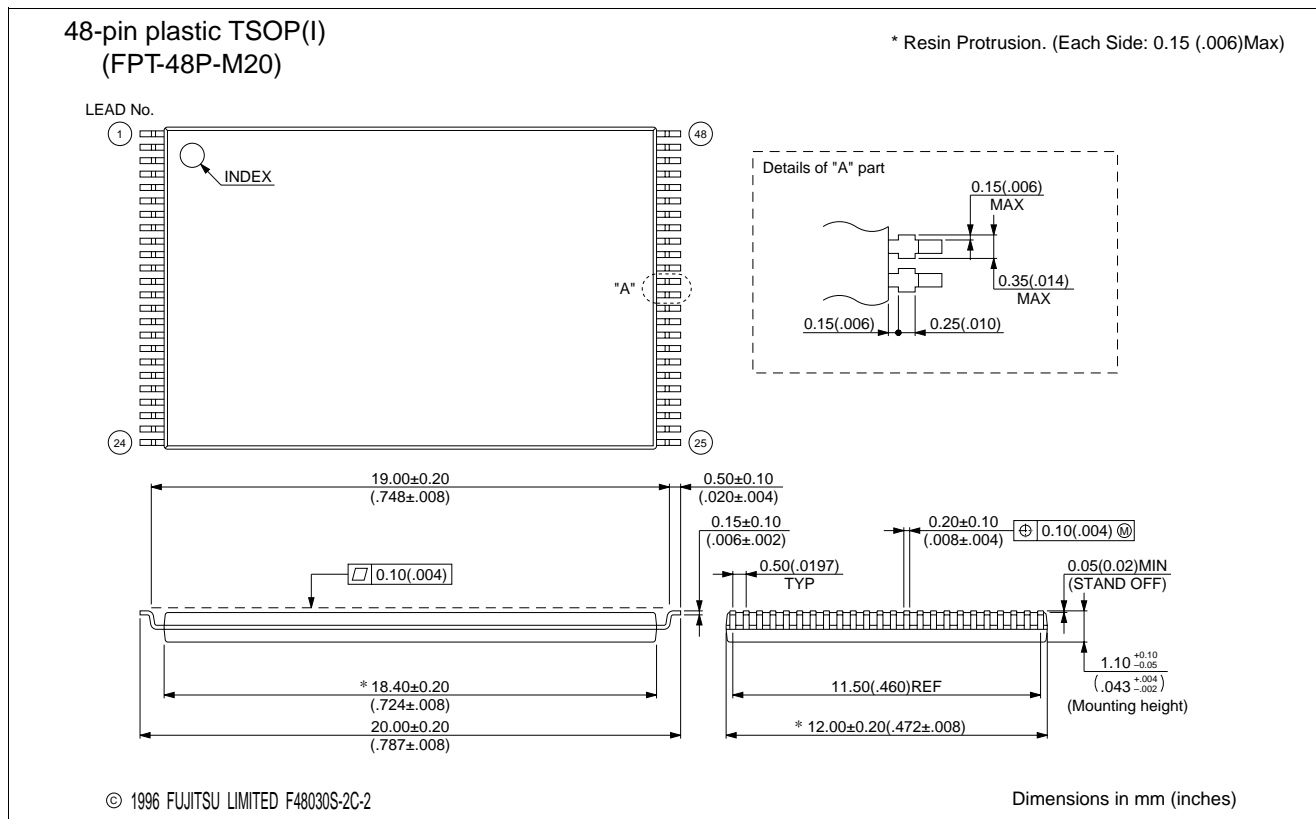 48-pin plastic TSOP(I)
(FPT-48P-M20)
* Resin Protrusion. (Each Side: 0.15 (.006)Max)
LEAD No.
1
48
INDEX
Details of "A" part
0.15(.006)
MAX
0.35(.014)
MAX
0.15(.006)
0.25(.010)
"A"
24
25
19.00±0.20
(.748±.008)
0.50±0.10
(.020±.004)
0.15±0.10
(.006±.002)
0.20±0.10
(.008±.004)
⌖ 0.10(.004) Ⓜ
0.50(.0197)
TYP
0.05(0.02)MIN
(STAND OFF)
▱ 0.10(.004)
1.10 +0.10 −0.05
(.043 +.004 −.002)
(Mounting height)
* 18.40±0.20
(.724±.008)
11.50(.460)REF
20.00±0.20
(.787±.008)
* 12.00±0.20(.472±.008)
© 1996 FUJITSU LIMITED F48030S-2C-2
Dimensions in mm (inches)